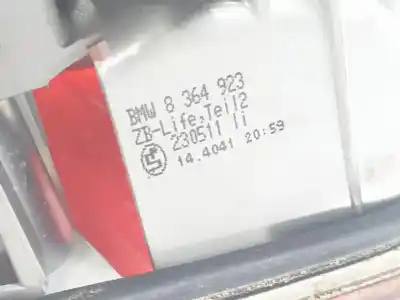 BMW 8 364 923
ZB-Life,Teil2
230511 li
14.4041 20:59